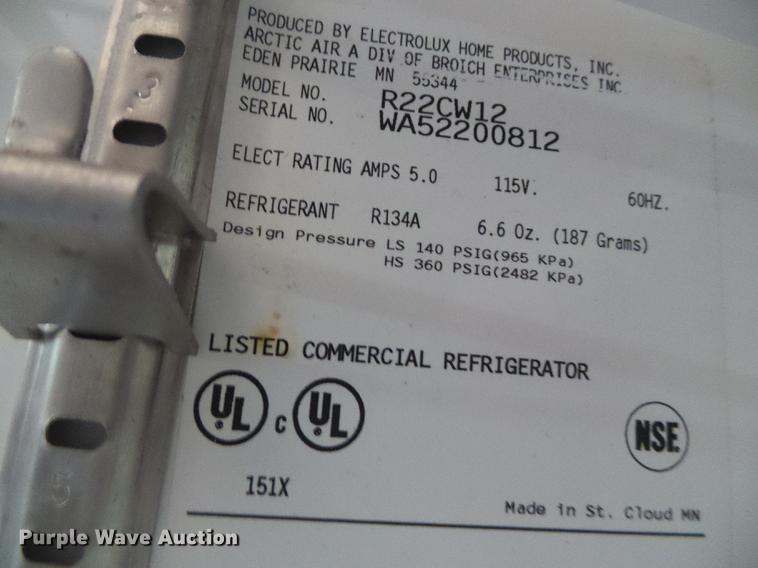 PRODUCED BY ELECTROLUX HOME PRODUCTS, INC.
ARCTIC AIR A DIV OF BROICH ENTERPRISES INC.
EDEN PRAIRIE MN 55344
MODEL NO. R22CW12
SERIAL NO. WA52200812
ELECT RATING AMPS 5.0 115V. 60HZ.
REFRIGERANT R134A 6.6 Oz. (187 Grams)
Design Pressure LS 140 PSIG(965 KPa)
HS 360 PSIG(2482 KPa)
LISTED COMMERCIAL REFRIGERATOR
UL c UL
NSF
151X
Made in St. Cloud MN
3
5
Purple Wave Auction